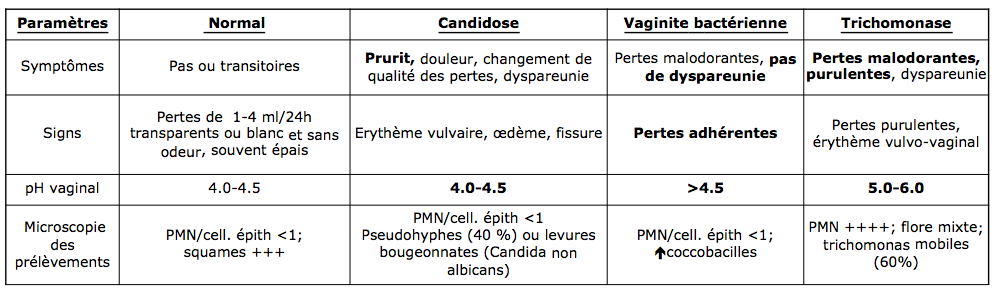 Paramètres
Normal
Candidose
Vaginite bactérienne
Trichomonase
Symptômes
Pas ou transitoires
Prurit, douleur, changement de
qualité des pertes, dyspareunie
Pertes malodorantes, pas
de dyspareunie
Pertes malodorantes,
purulentes, dyspareunie
Signs
Pertes de 1-4 ml/24h
transparents ou blanc et sans
odeur, souvent épais
Erythème vulvaire, œdème, fissure
Pertes adhérentes
Pertes purulentes,
érythème vulvo-vaginal
pH vaginal
4.0-4.5
4.0-4.5
>4.5
5.0-6.0
Microscopie
des
prélèvements
PMN/cell. épith <1;
squames +++
PMN/cell. épith <1
Pseudohyphes (40 %) ou levures
bougeonnates (Candida non
albicans)
PMN/cell. épith <1;
↑coccobacilles
PMN ++++; flore mixte;
trichomonas mobiles
(60%)